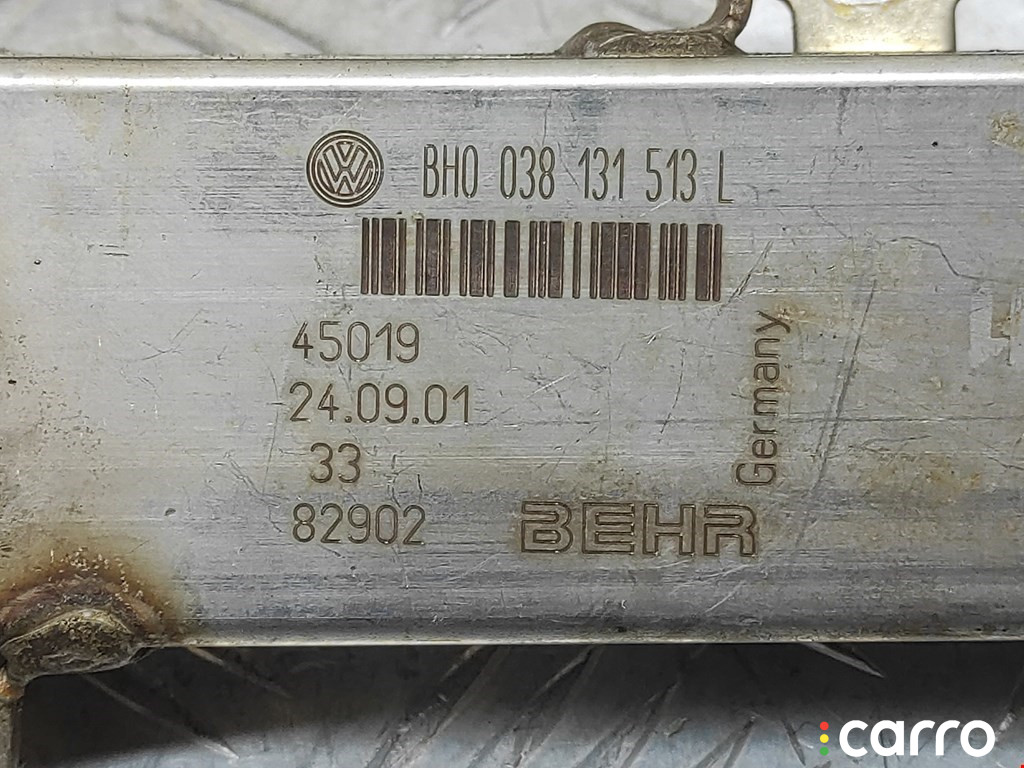 BH0 038 131 513 L
45019
24.09.01
33
82902
BEHR
Germany
carro